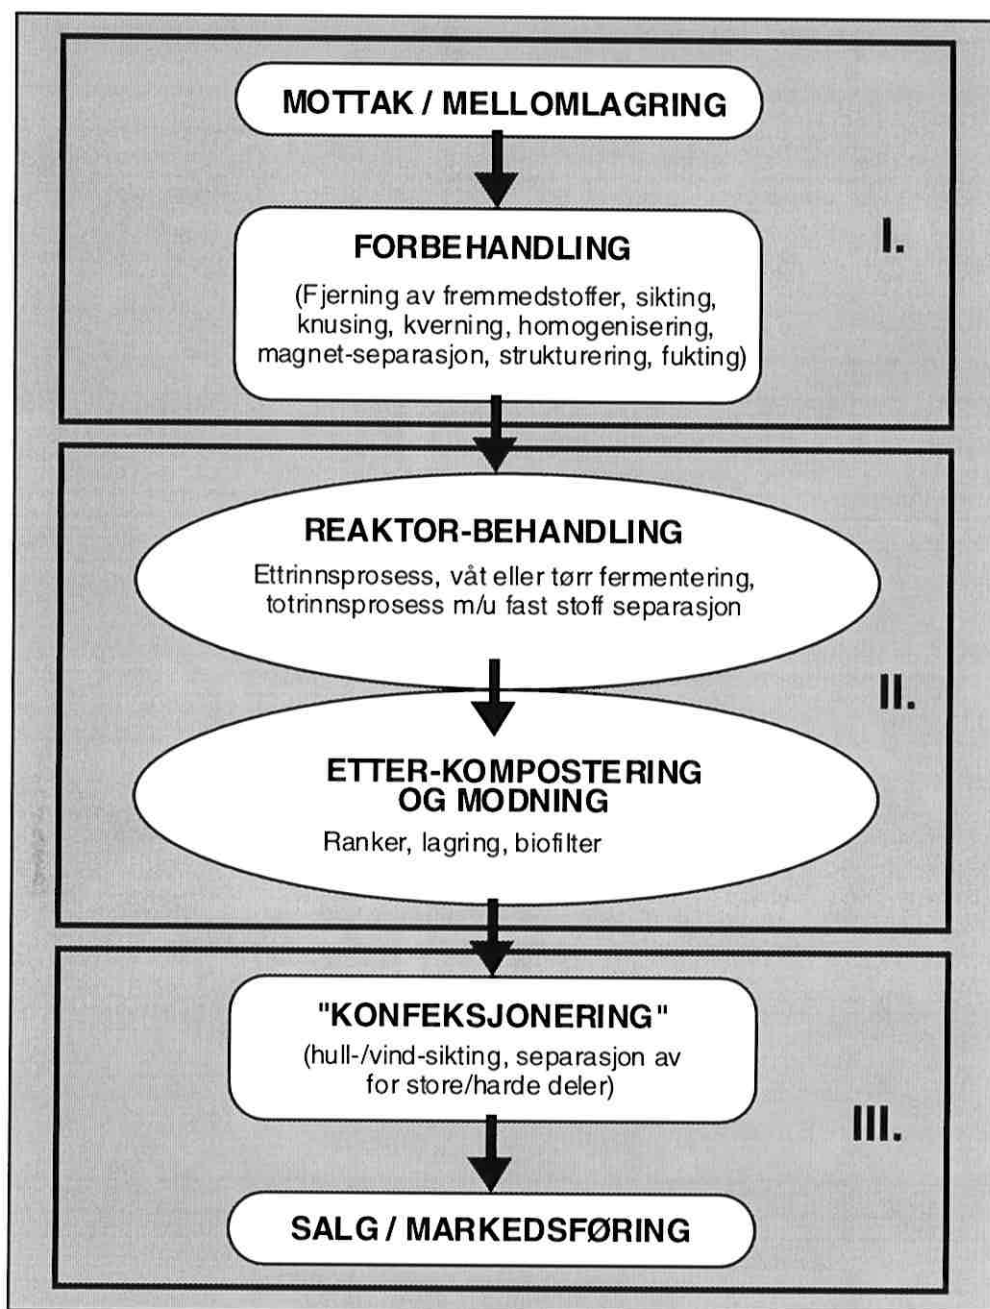 MOTTAK / MELLOMLAGRING
FORBEHANDLING
(Fjerning av fremmedstoffer, sikting,
knusing, kverning, homogenisering,
magnet-separasjon, strukturering, fukting)
I.
REAKTOR-BEHANDLING
Ettrinnsprosess, våt eller tørr fermentering,
totrinnsprosess m/u fast stoff separasjon
II.
ETTER-KOMPOSTERING
OG MODNING
Ranker, lagring, biofilter
"KONFEKSJONERING"
(hull-/vind-sikting, separasjon av
for store/harde deler)
III.
SALG / MARKEDSFØRING